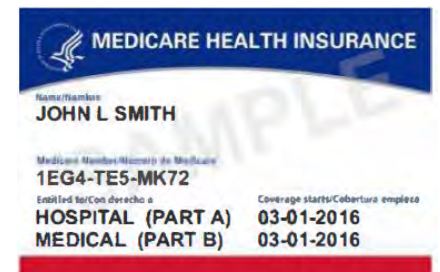 MEDICARE HEALTH INSURANCE
Name/Nombre
JOHN L SMITH
Medicare Number/Número de Medicare
1EG4-TE5-MK72
Entitled to/Con derecho a Coverage starts/Cobertura empieza
HOSPITAL (PART A) 03-01-2016
MEDICAL (PART B) 03-01-2016
SAMPLE